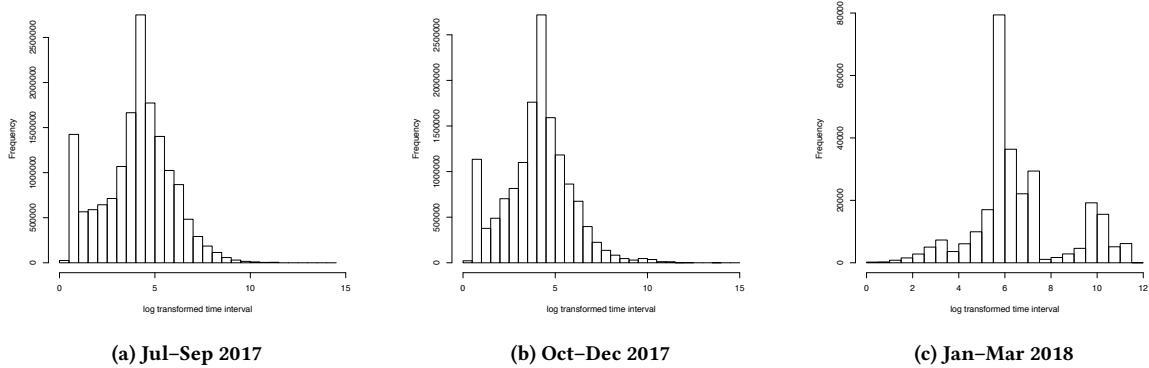 Frequency
0 500000 1000000 1500000 2000000 2500000
0 5 10 15
log transformed time interval
(a) Jul–Sep 2017
Frequency
0 500000 1000000 1500000 2000000 2500000
0 5 10 15
log transformed time interval
(b) Oct–Dec 2017
Frequency
0 20000 40000 60000 80000
0 2 4 6 8 10 12
log transformed time interval
(c) Jan–Mar 2018